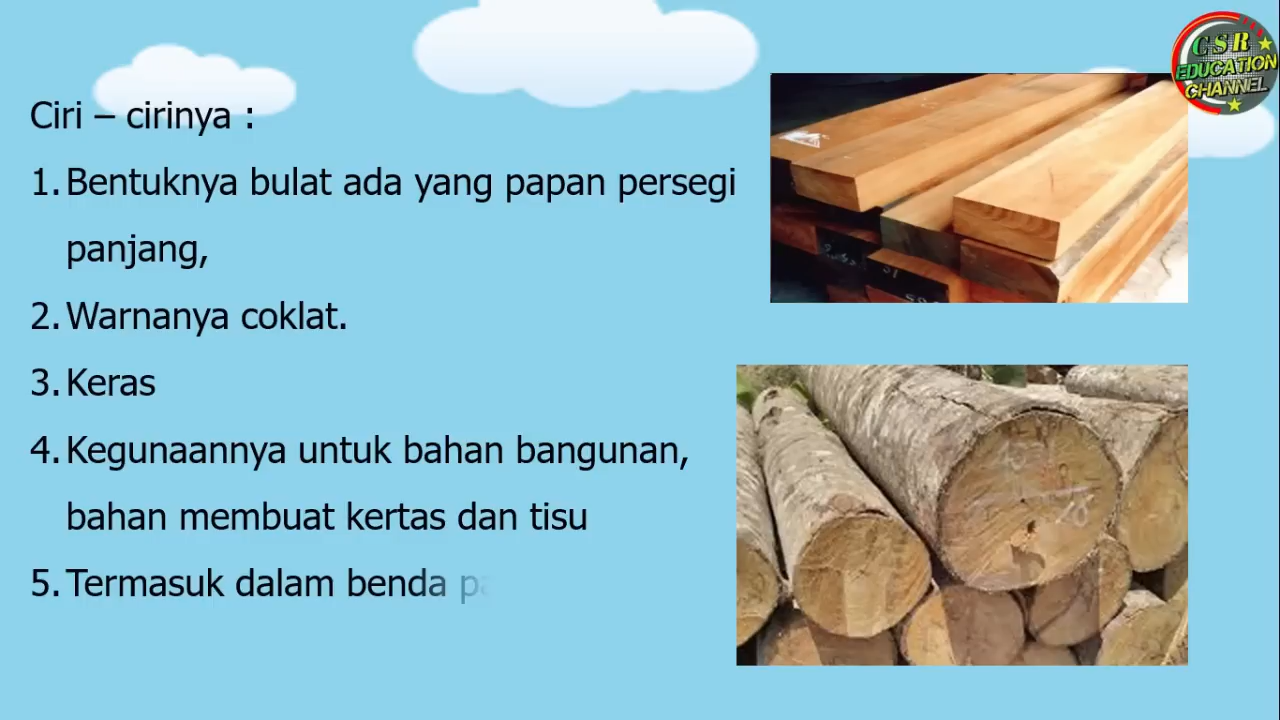 Ciri – cirinya :
1. Bentuknya bulat ada yang papan persegi
panjang,
2. Warnanya coklat.
3. Keras
4. Kegunaannya untuk bahan bangunan,
bahan membuat kertas dan tisu
5. Termasuk dalam benda
CSR
EDUCATION
CHANNEL